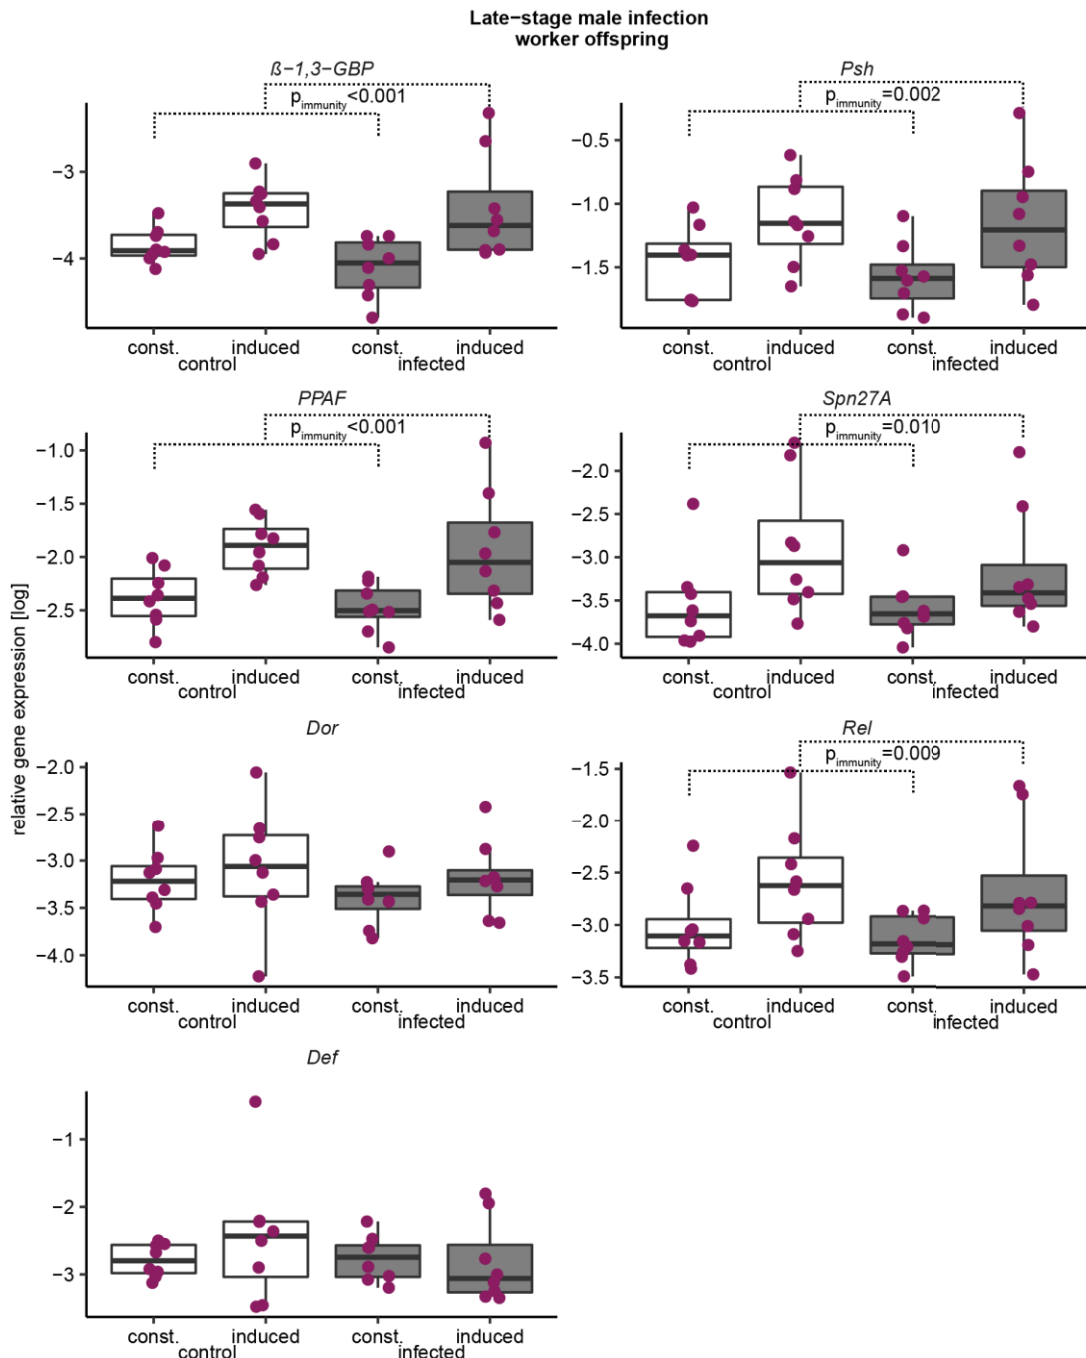 Late−stage male infection
worker offspring
ß−1,3−GBP
p immunity <0.001
−3
−4
const. induced const. induced
control infected
Psh
p immunity =0.002
−0.5
−1.0
−1.5
const. induced const. induced
control infected
relative gene expression [log]
PPAF
p immunity <0.001
−1.0
−1.5
−2.0
−2.5
const. induced const. induced
control infected
Spn27A
p immunity =0.010
−2.0
−2.5
−3.0
−3.5
−4.0
const. induced const. induced
control infected
Dor
−2.0
−2.5
−3.0
−3.5
−4.0
const. induced const. induced
control infected
Rel
p immunity =0.009
−1.5
−2.0
−2.5
−3.0
−3.5
const. induced const. induced
control infected
Def
−1
−2
−3
const. induced const. induced
control infected